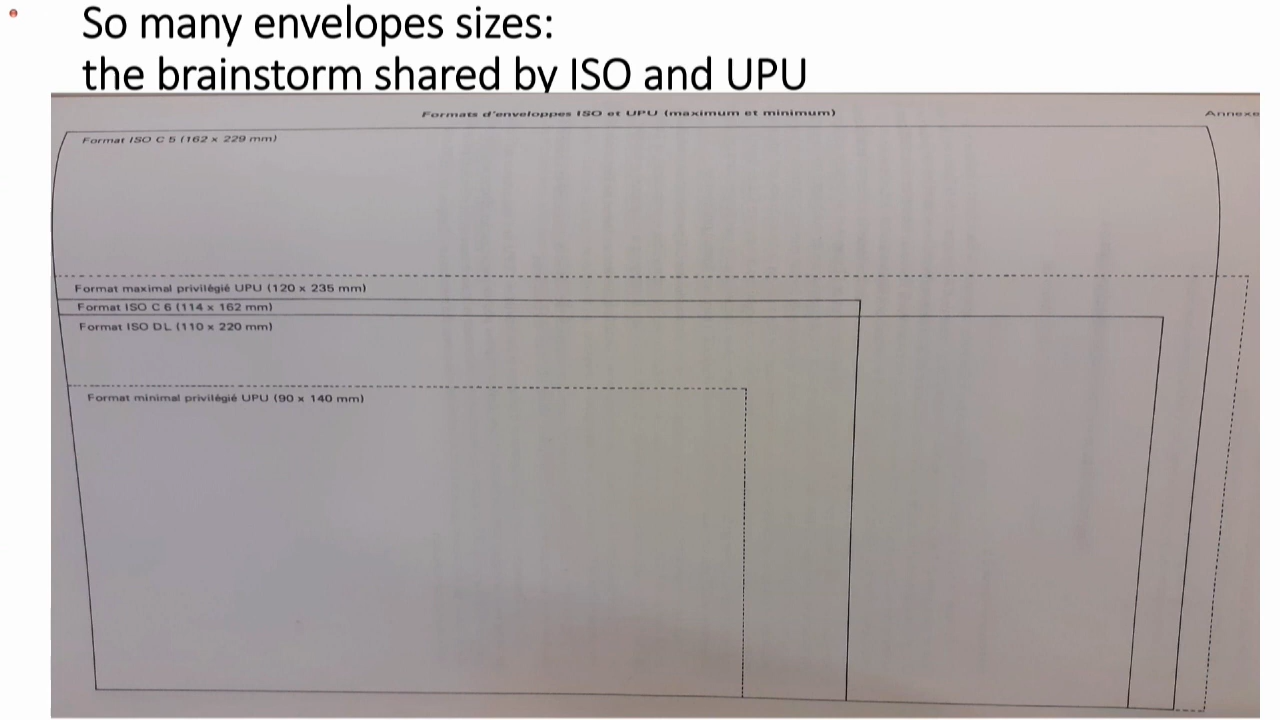 So many envelopes sizes:
the brainstorm shared by ISO and UPU
Formats d'enveloppes ISO et UPU (maximum et minimum)
Annexe
Format ISO C 5 (162 x 229 mm)
Format maximal privilégié UPU (120 x 235 mm)
Format ISO C 6 (114 x 162 mm)
Format ISO DL (110 x 220 mm)
Format minimal privilégié UPU (90 x 140 mm)